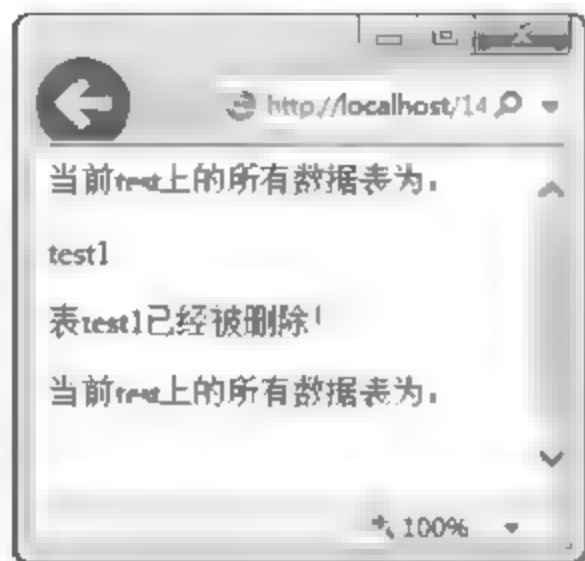 http://localhost/14
当前test上的所有数据表为:
test1
表test1已经被删除!
当前test上的所有数据表为:
100%